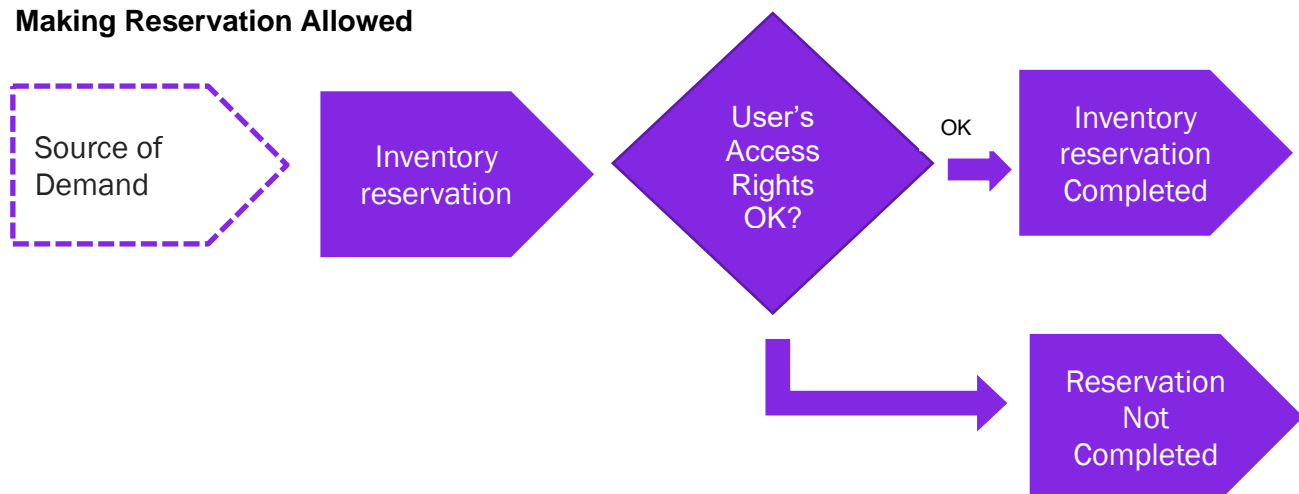 Making Reservation Allowed
Source of
Demand
Inventory
reservation
User’s
Access
Rights
OK?
OK
Inventory
reservation
Completed
Reservation
Not
Completed